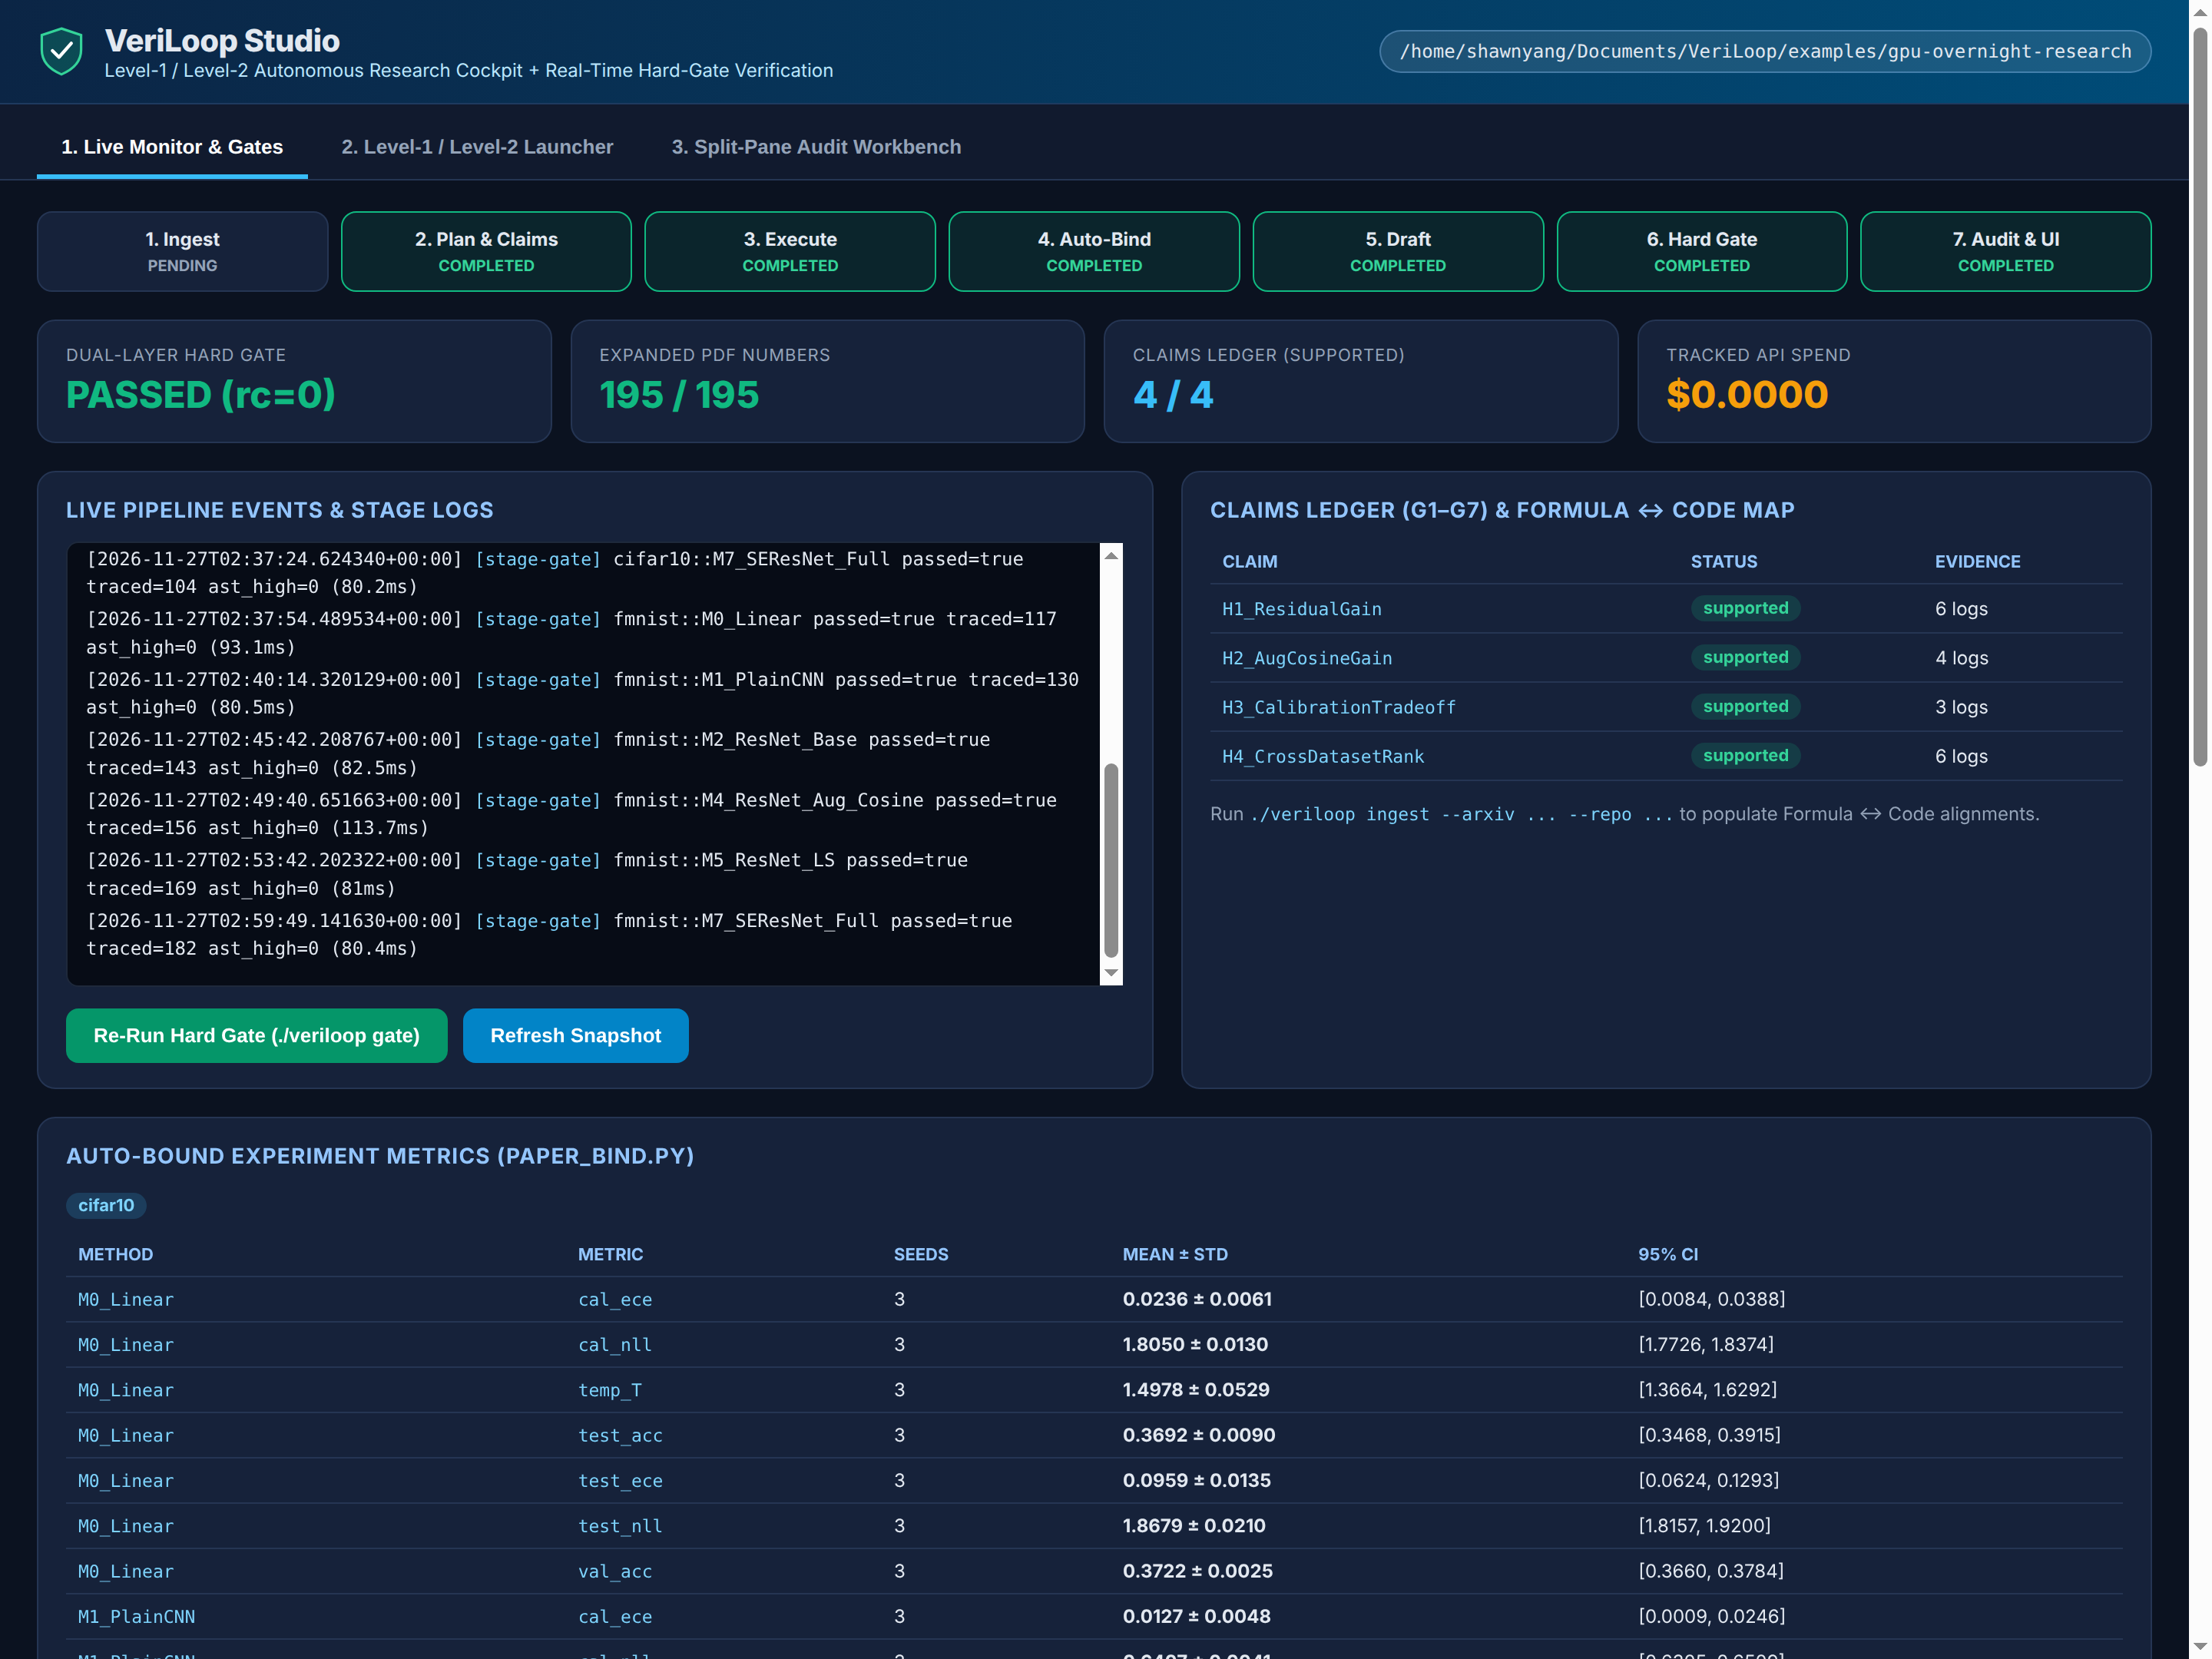 VeriLoop Studio
Level-1 / Level-2 Autonomous Research Cockpit + Real-Time Hard-Gate Verification
/home/shawnyang/Documents/VeriLoop/examples/gpu-overnight-research
1. Live Monitor & Gates
2. Level-1 / Level-2 Launcher
3. Split-Pane Audit Workbench
1. Ingest
PENDING
2. Plan & Claims
COMPLETED
3. Execute
COMPLETED
4. Auto-Bind
COMPLETED
5. Draft
COMPLETED
6. Hard Gate
COMPLETED
7. Audit & UI
COMPLETED
DUAL-LAYER HARD GATE
PASSED (rc=0)
EXPANDED PDF NUMBERS
195 / 195
CLAIMS LEDGER (SUPPORTED)
4 / 4
TRACKED API SPEND
$0.0000
LIVE PIPELINE EVENTS & STAGE LOGS
[2026-11-27T02:37:24.624340+00:00] [stage-gate] cifar10::M7_SEResNet_Full passed=true
traced=104 ast_high=0 (80.2ms)
[2026-11-27T02:37:54.489534+00:00] [stage-gate] fmnist::M0_Linear passed=true traced=117
ast_high=0 (93.1ms)
[2026-11-27T02:40:14.320129+00:00] [stage-gate] fmnist::M1_PlainCNN passed=true traced=130
ast_high=0 (80.5ms)
[2026-11-27T02:45:42.208767+00:00] [stage-gate] fmnist::M2_ResNet_Base passed=true
traced=143 ast_high=0 (82.5ms)
[2026-11-27T02:49:40.651663+00:00] [stage-gate] fmnist::M4_ResNet_Aug_Cosine passed=true
traced=156 ast_high=0 (113.7ms)
[2026-11-27T02:53:42.202322+00:00] [stage-gate] fmnist::M5_ResNet_LS passed=true
traced=169 ast_high=0 (81ms)
[2026-11-27T02:59:49.141630+00:00] [stage-gate] fmnist::M7_SEResNet_Full passed=true
traced=182 ast_high=0 (80.4ms)
Re-Run Hard Gate (./veriloop gate)
Refresh Snapshot
CLAIMS LEDGER (G1–G7) & FORMULA ↔ CODE MAP
CLAIM STATUS EVIDENCE
H1_ResidualGain supported 6 logs
H2_AugCosineGain supported 4 logs
H3_CalibrationTradeoff supported 3 logs
H4_CrossDatasetRank supported 6 logs
Run ./veriloop ingest --arxiv ... --repo ... to populate Formula ↔ Code alignments.
AUTO-BOUND EXPERIMENT METRICS (PAPER_BIND.PY)
cifar10
METHOD METRIC SEEDS MEAN ± STD 95% CI
M0_Linear cal_ece 3 0.0236 ± 0.0061 [0.0084, 0.0388]
M0_Linear cal_nll 3 1.8050 ± 0.0130 [1.7726, 1.8374]
M0_Linear temp_T 3 1.4978 ± 0.0529 [1.3664, 1.6292]
M0_Linear test_acc 3 0.3692 ± 0.0090 [0.3468, 0.3915]
M0_Linear test_ece 3 0.0959 ± 0.0135 [0.0624, 0.1293]
M0_Linear test_nll 3 1.8679 ± 0.0210 [1.8157, 1.9200]
M0_Linear val_acc 3 0.3722 ± 0.0025 [0.3660, 0.3784]
M1_PlainCNN cal_ece 3 0.0127 ± 0.0048 [0.0009, 0.0246]